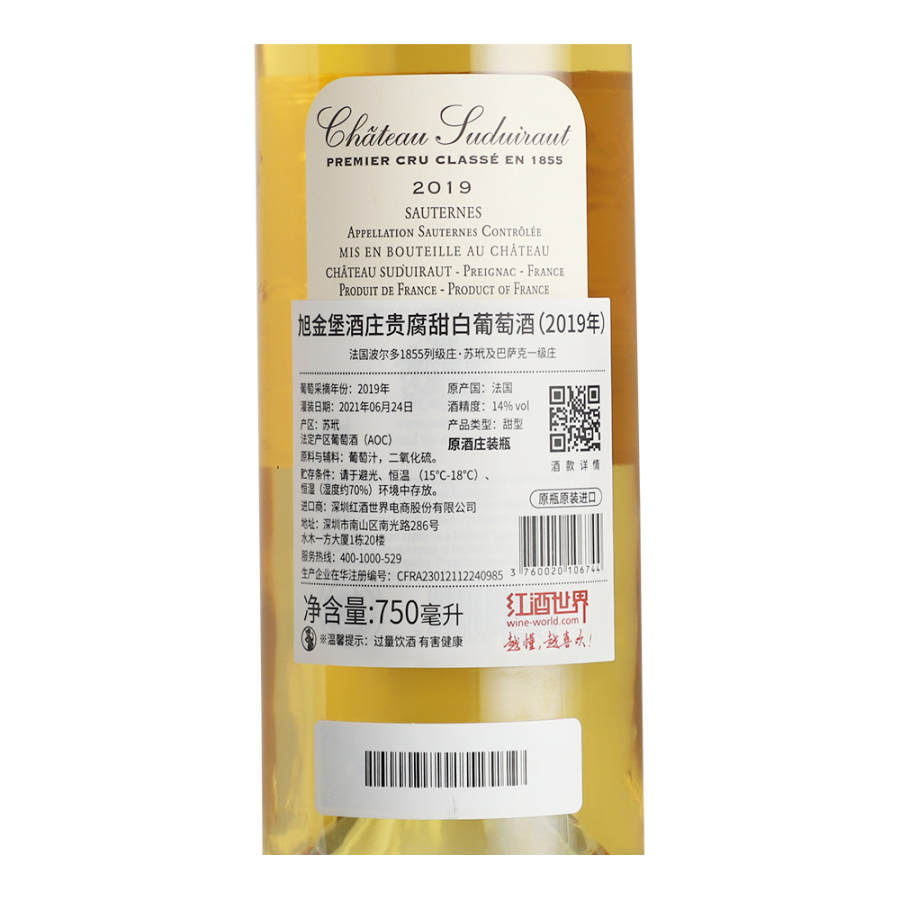 Château Suduiraut
PREMIER CRU CLASSÉ EN 1855
2019
SAUTERNES
APPELLATION SAUTERNES CONTRÔLÉE
MIS EN BOUTEILLE AU CHÂTEAU
CHÂTEAU SUDUIRAUT - PREIGNAC - FRANCE
PRODUIT DE FRANCE - PRODUCT OF FRANCE
旭金堡酒庄贵腐甜白葡萄酒(2019年)
法国波尔多1855列级庄·苏玳及巴萨克一级庄
葡萄采摘年份：2019年 原产国：法国
灌装日期：2021年06月24日 酒精度：14% vol
产区：苏玳 产品类型：甜型
法定产区葡萄酒（AOC） 原酒庄装瓶
原料与辅料：葡萄汁，二氧化硫。
酒款详情
贮存条件：请于避光、恒温（15°C-18°C）、
恒湿（湿度约70%）环境中存放。
原瓶原装进口
进口商：深圳红酒世界电商股份有限公司
地址：深圳市南山区南光路286号
水木一方大厦1栋20楼
服务热线：400-1000-529
生产企业在华注册编号：CFRA23012112240985
3 760020 106744
净含量:750毫升
※温馨提示：过量饮酒 有害健康
红酒世界
wine-world.com
越懂,越喜欢!